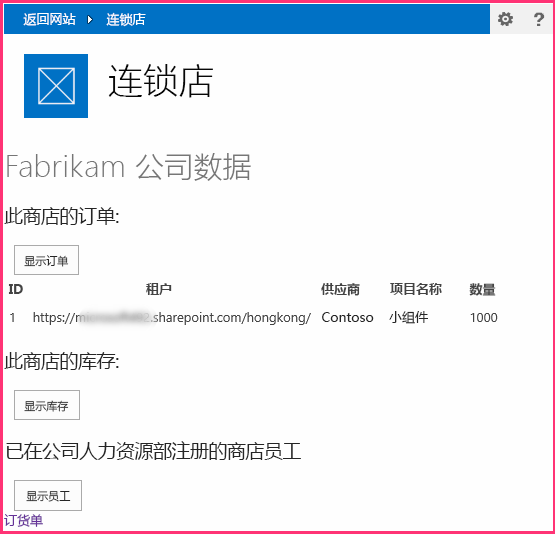 返回网站 连锁店 ?
连锁店
Fabrikam 公司数据
此商店的订单:
显示订单
ID 租户 供应商 项目名称 数量
1 https://m .sharepoint.com/hongkong/ Contoso 小组件 1000
此商店的库存:
显示库存
已在公司人力资源部注册的商店员工
显示员工
订货单